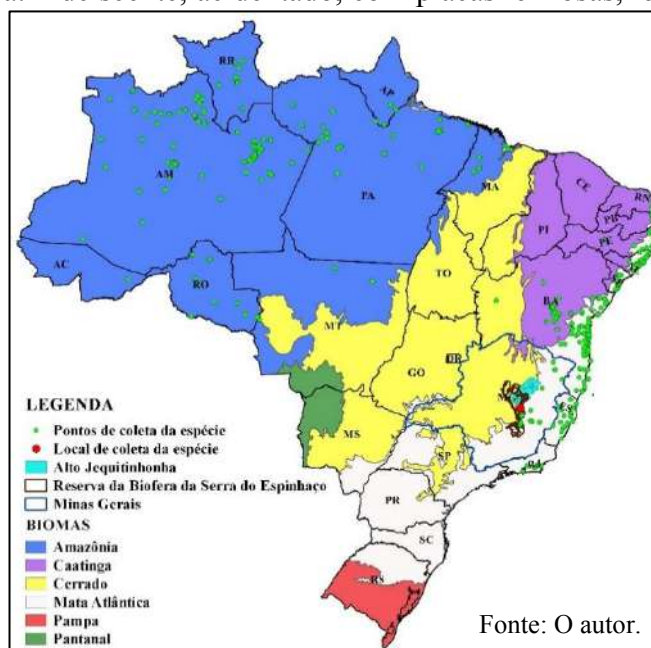 RR
AP
AM
PA
MA
CE
RN
PI
PB
PE
AC
TO
RO
BA
MT
GO
DF
LEGENDA
Pontos de coleta da espécie
Local de coleta da espécie
Alto Jequitinhonha
Reserva da Biofera da Serra do Espinhaço
Minas Gerais
MS
ES
SP
RJ
PR
SC
RS
BIOMAS
Amazônia
Caatinga
Cerrado
Mata Atlântica
Pampa
Pantanal
Fonte: O autor.